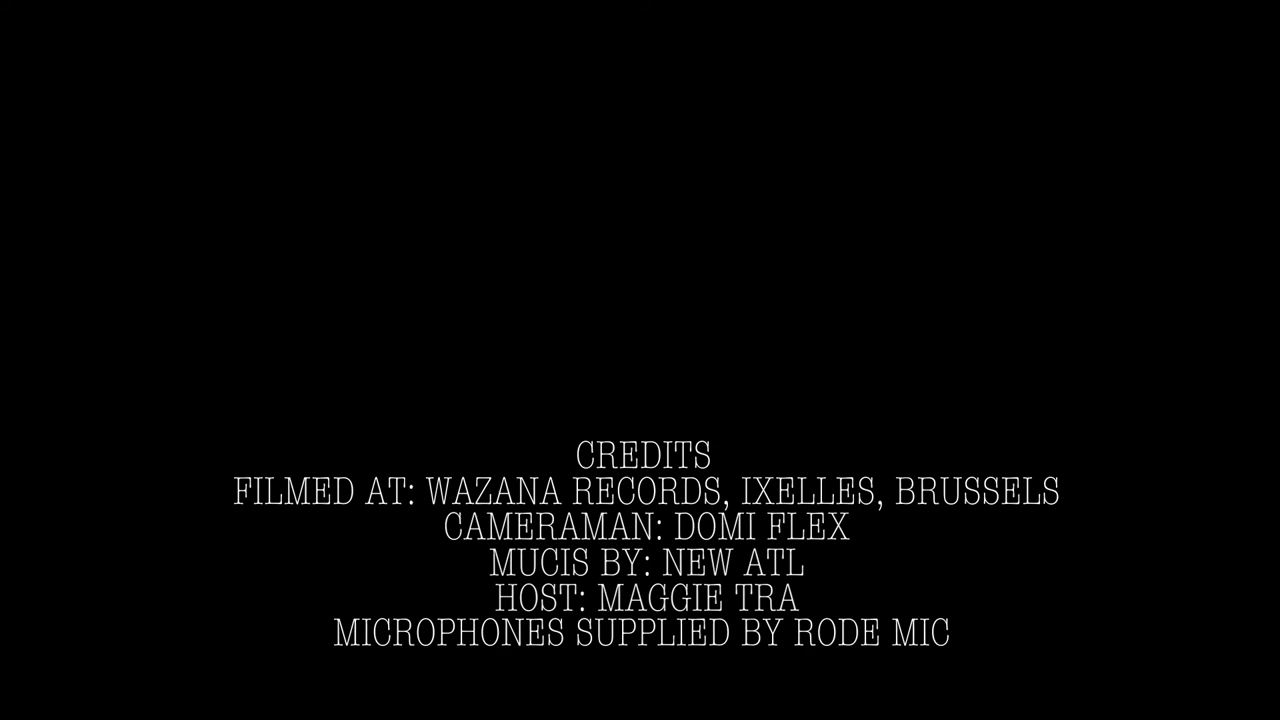 CREDITS
FILMED AT: WAZANA RECORDS, IXELLES, BRUSSELS
CAMERAMAN: DOMI FLEX
MUCIS BY: NEW ATL
HOST: MAGGIE TRA
MICROPHONES SUPPLIED BY RODE MIC